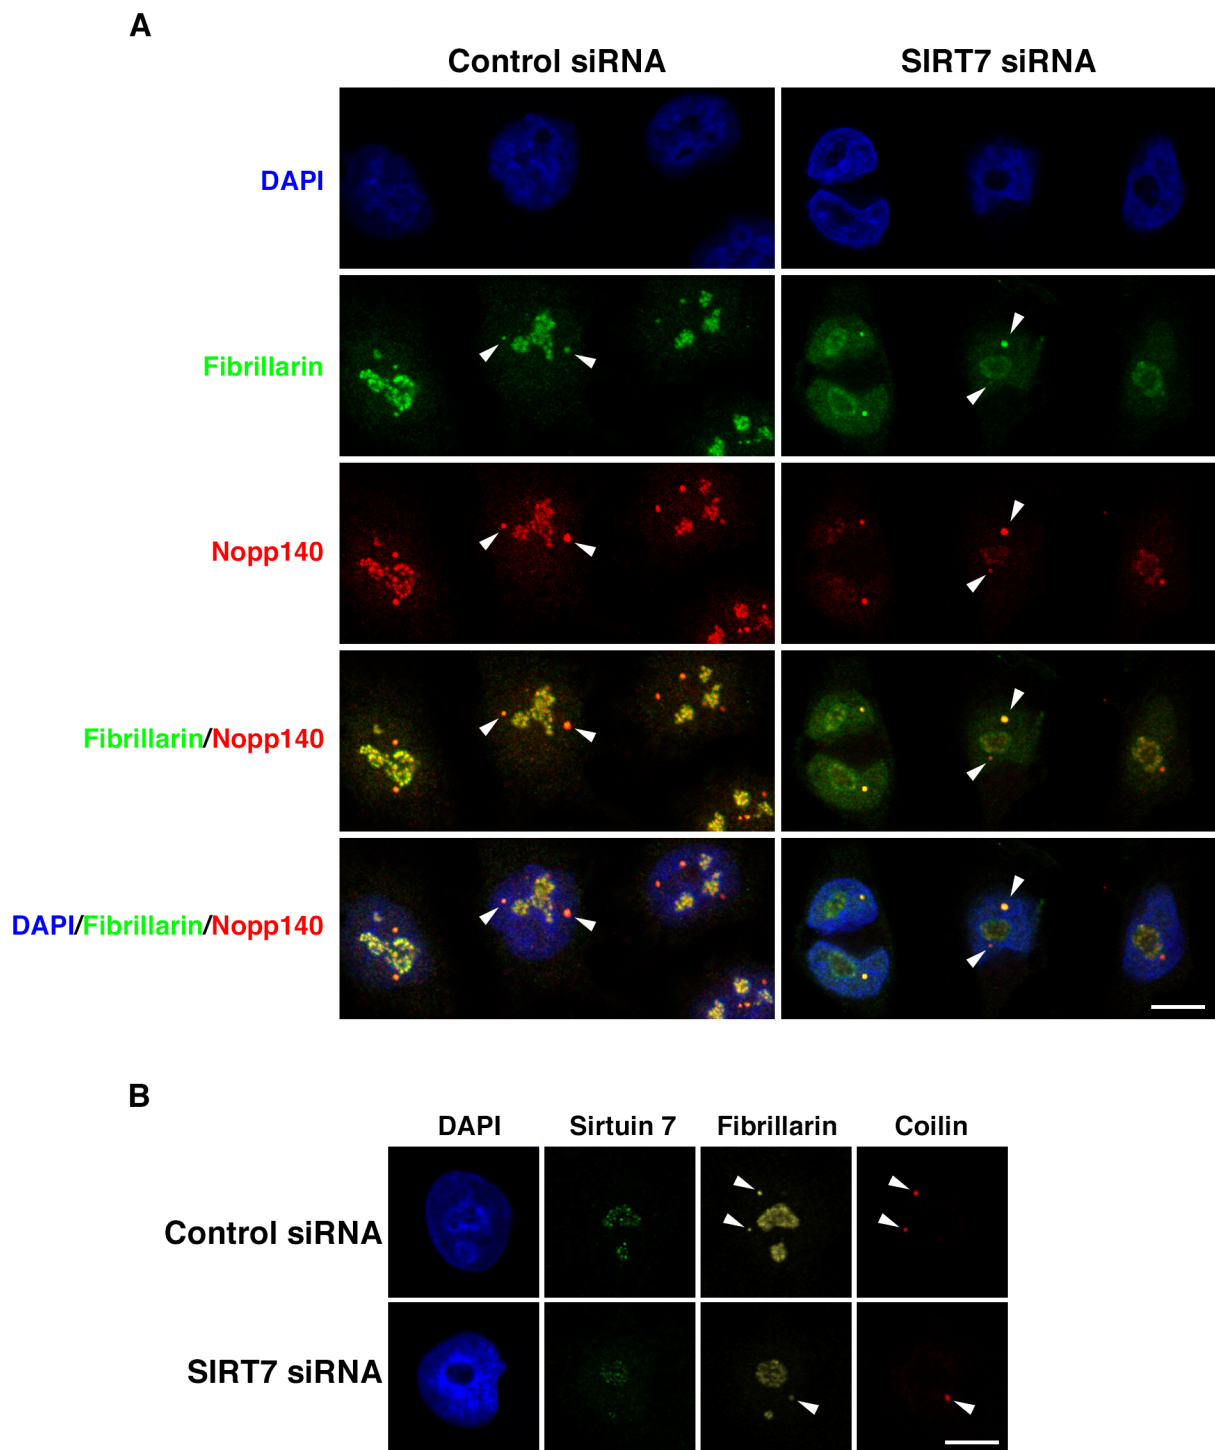 A
Control siRNA
SIRT7 siRNA
DAPI
Fibrillarin
Nopp140
Fibrillarin/Nopp140
DAPI/Fibrillarin/Nopp140
B
DAPI
Sirtuin 7
Fibrillarin
Coilin
Control siRNA
SIRT7 siRNA